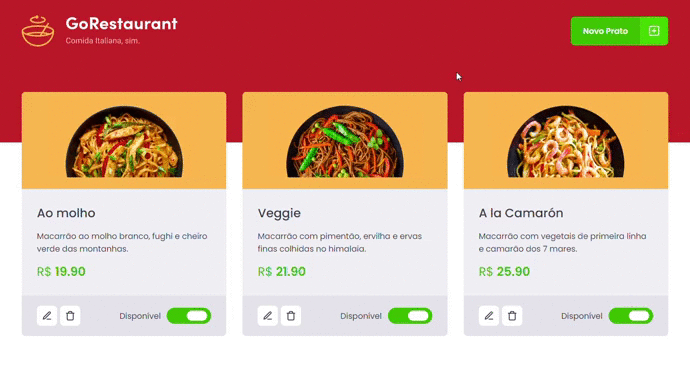 GoRestaurant
Comida Italiana, sim.
Novo Prato
Ao molho
Macarrão ao molho branco, fughi e cheiro
verde das montanhas.
R$ 19.90
Disponível
Veggie
Macarrão com pimentão, ervilha e ervas
finas colhidas no himalaia.
R$ 21.90
Disponível
A la Camarón
Macarrão com vegetais de primeira linha
e camarão dos 7 mares.
R$ 25.90
Disponível